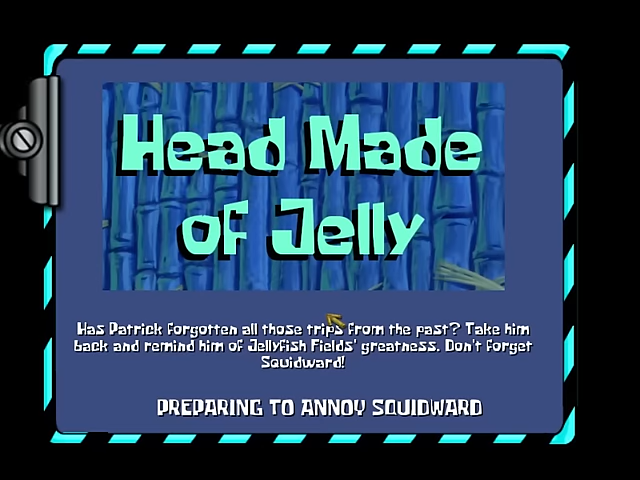 Head Made
of Jelly
Has Patrick forgotten all those trips from the past? Take him
back and remind him of Jellyfish Fields' greatness. Don't forget
Squidward!
PREPARING TO ANNOY SQUIDWARD